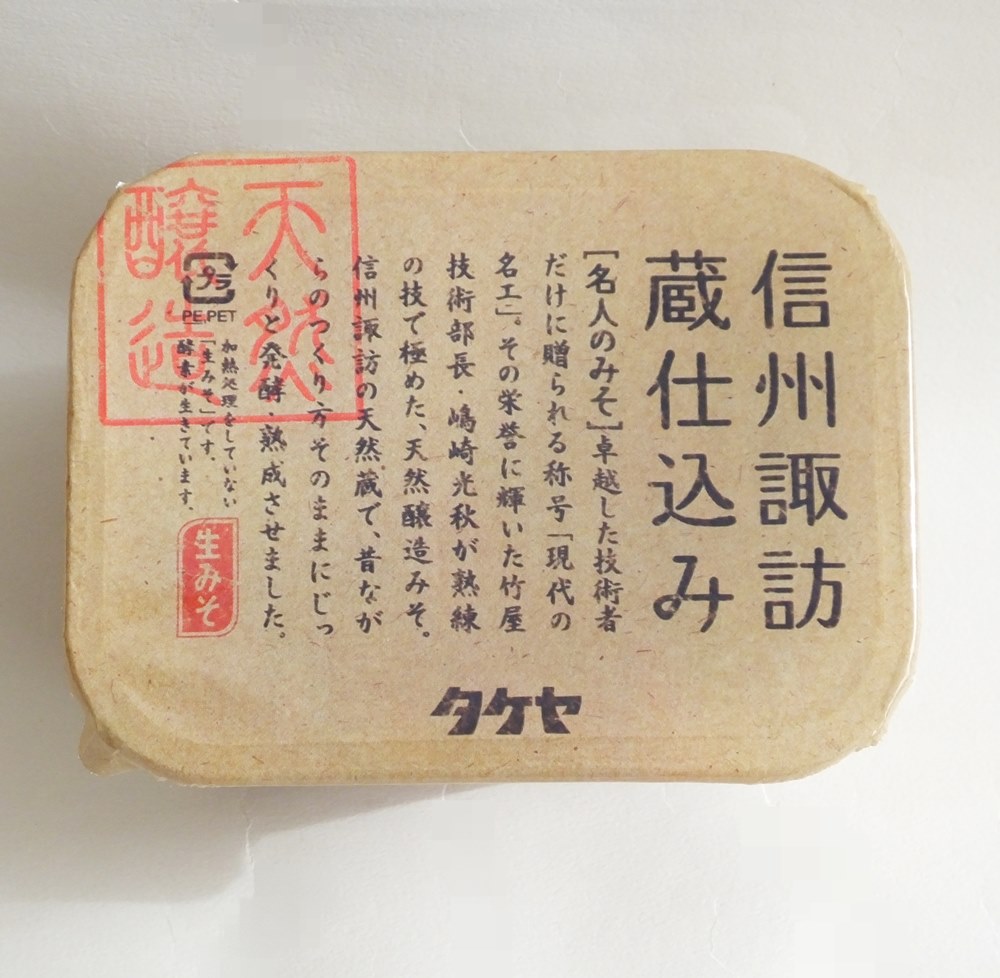 信州諏訪
蔵仕込み
[名人のみそ]卓越した技術者
だけに贈られる称号「現代の
名工」。その栄誉に輝いた竹屋
技術部長・嶋崎光秋が熟練
の技で極めた、天然醸造みそ。
信州諏訪の天然蔵で、昔なが
らのつくり方そのままにじっ
くりと発酵・熟成させました。
天然
醸造
プラ
PE,PET
加熱処理をしていない
「生みそ」です。
酵素が生きています。
生みそ
タケヤ